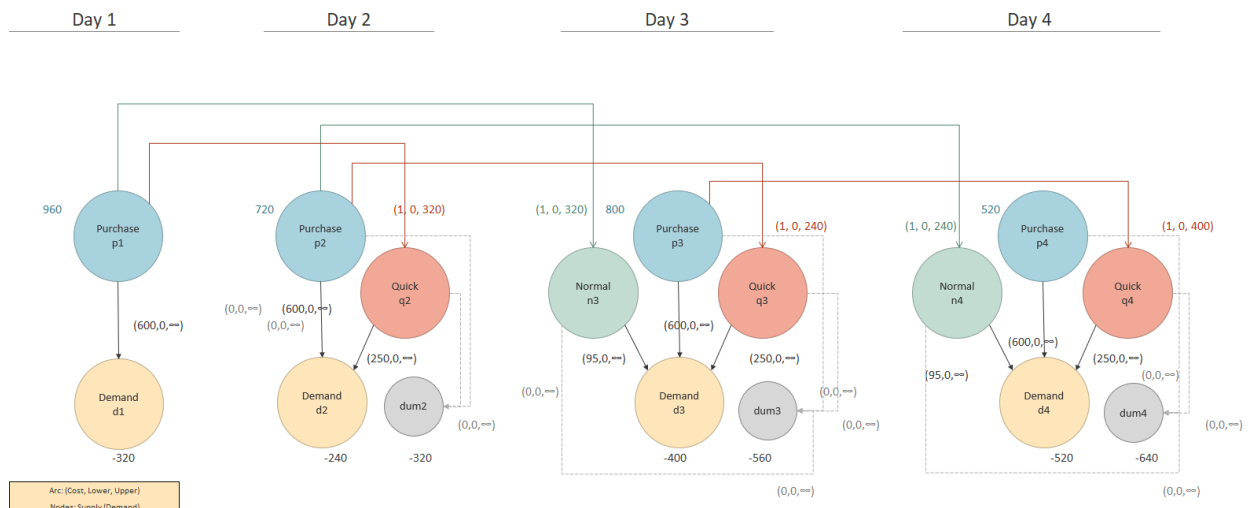 Day 1
Day 2
Day 3
Day 4
960
Purchase
p1
720
Purchase
p2
(1, 0, 320)
(1, 0, 320)
800
Purchase
p3
(1, 0, 240)
(1, 0, 240)
520
Purchase
p4
(1, 0, 400)
Quick
q2
Normal
n3
Quick
q3
Normal
n4
Quick
q4
(600,0,∞)
(0,0,∞)
(600,0,∞)
(0,0,∞)
(250,0,∞)
(600,0,∞)
(95,0,∞)
(250,0,∞)
(600,0,∞)
(95,0,∞)
(250,0,∞)
(0,0,∞)
Demand
d1
Demand
d2
dum2
(0,0,∞)
(0,0,∞)
Demand
d3
dum3
(0,0,∞)
(0,0,∞)
Demand
d4
dum4
(0,0,∞)
-320
-240
-320
-400
-560
-520
-640
(0,0,∞)
(0,0,∞)
Arc: (Cost, Lower, Upper)
Nodes: Supply (Demand)